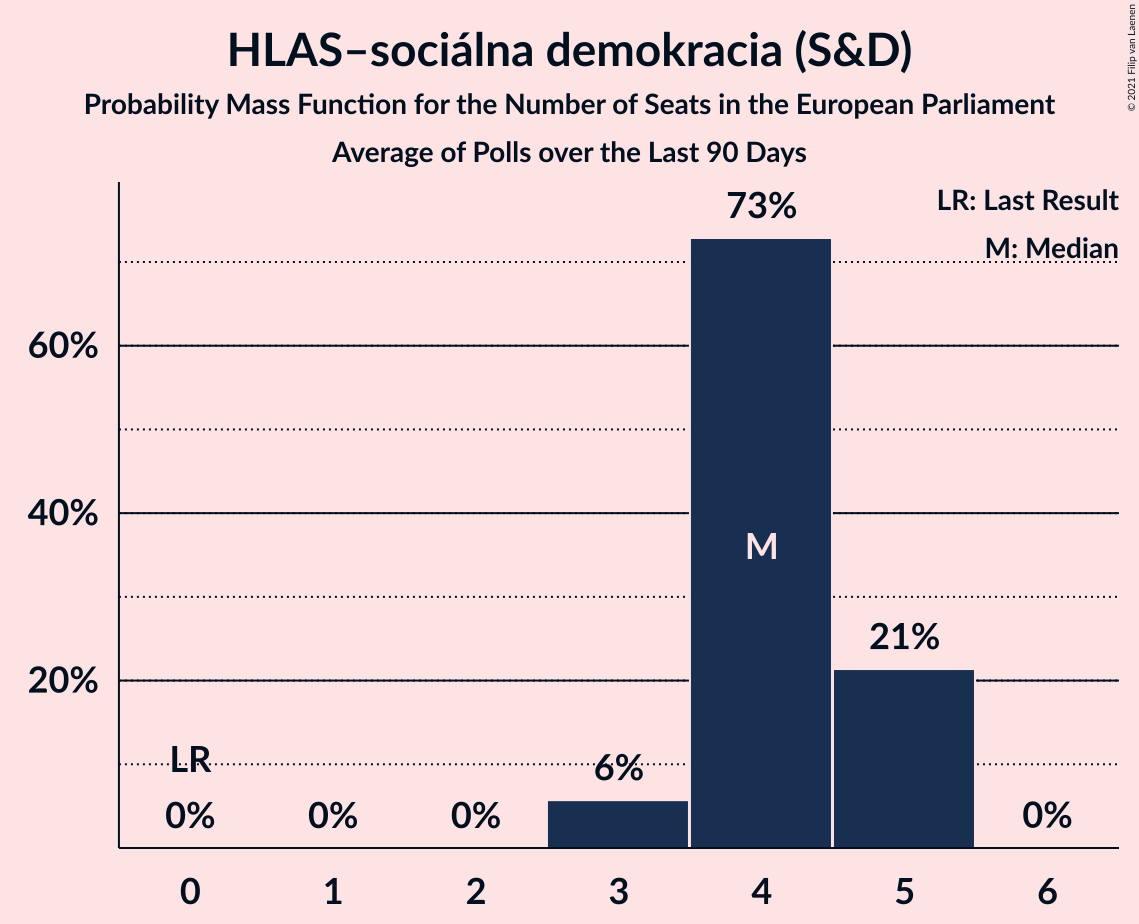 HLAS–sociálna demokracia (S&D)
Probability Mass Function for the Number of Seats in the European Parliament
Average of Polls over the Last 90 Days
© 2021 Filip van Laenen
LR: Last Result
M: Median
73%
60%
40%
M
21%
20%
LR
6%
0%
0%
0%
0%
0 1 2 3 4 5 6